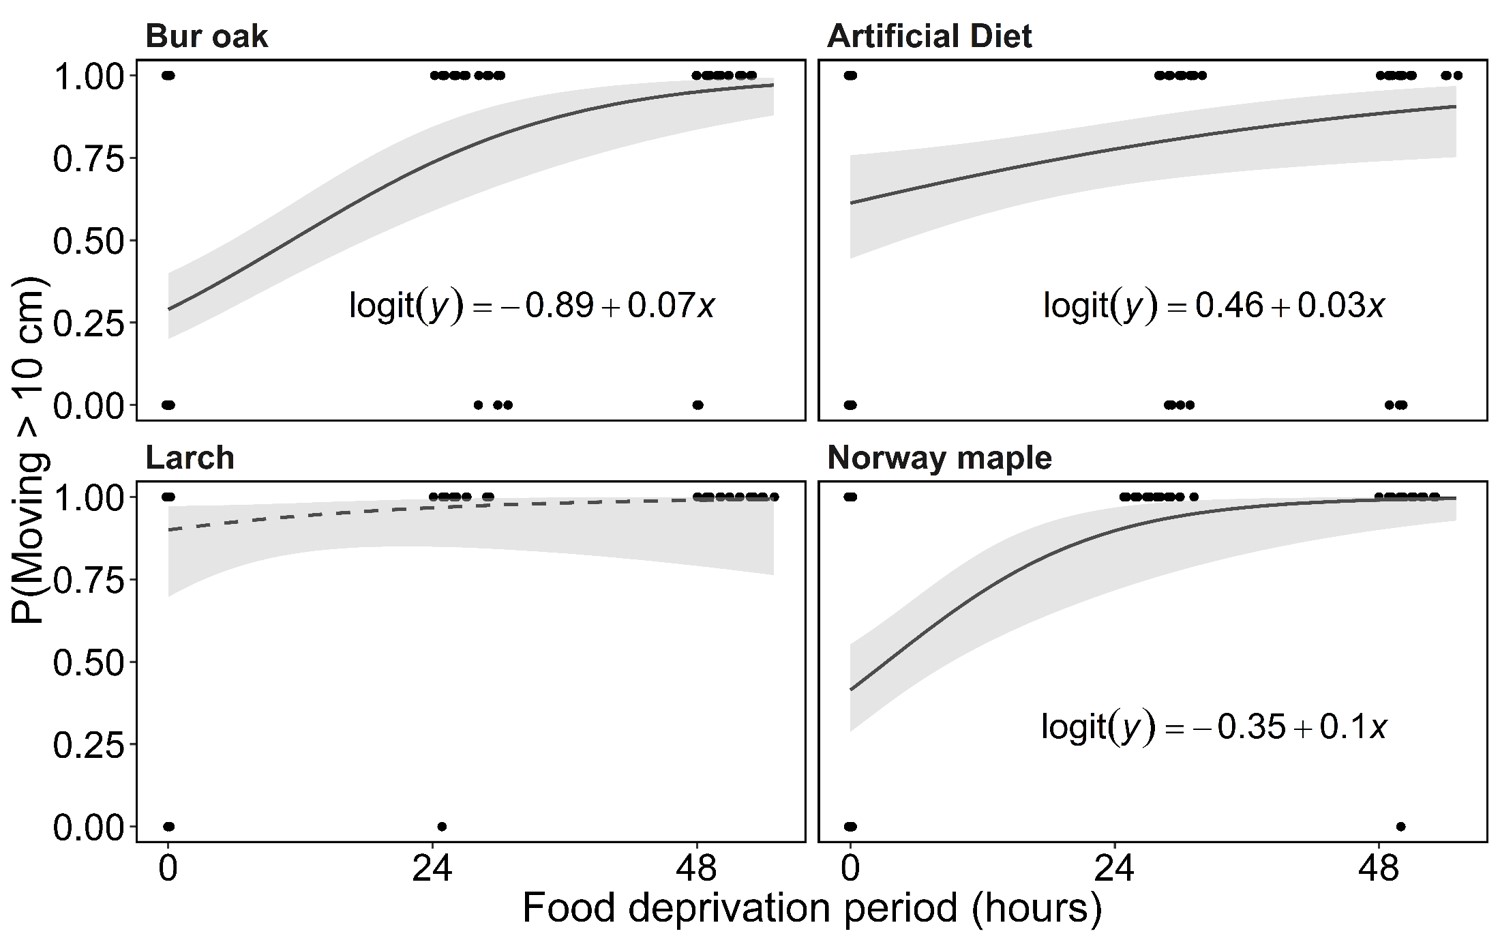 Bur oak
Artificial Diet
1.00
0.75
0.50
0.25
0.00
logit(y) = −0.89 + 0.07x
logit(y) = 0.46 + 0.03x
P(Moving > 10 cm)
Larch
Norway maple
1.00
0.75
0.50
0.25
0.00
logit(y) = −0.35 + 0.1x
0 24 48 0 24 48
Food deprivation period (hours)